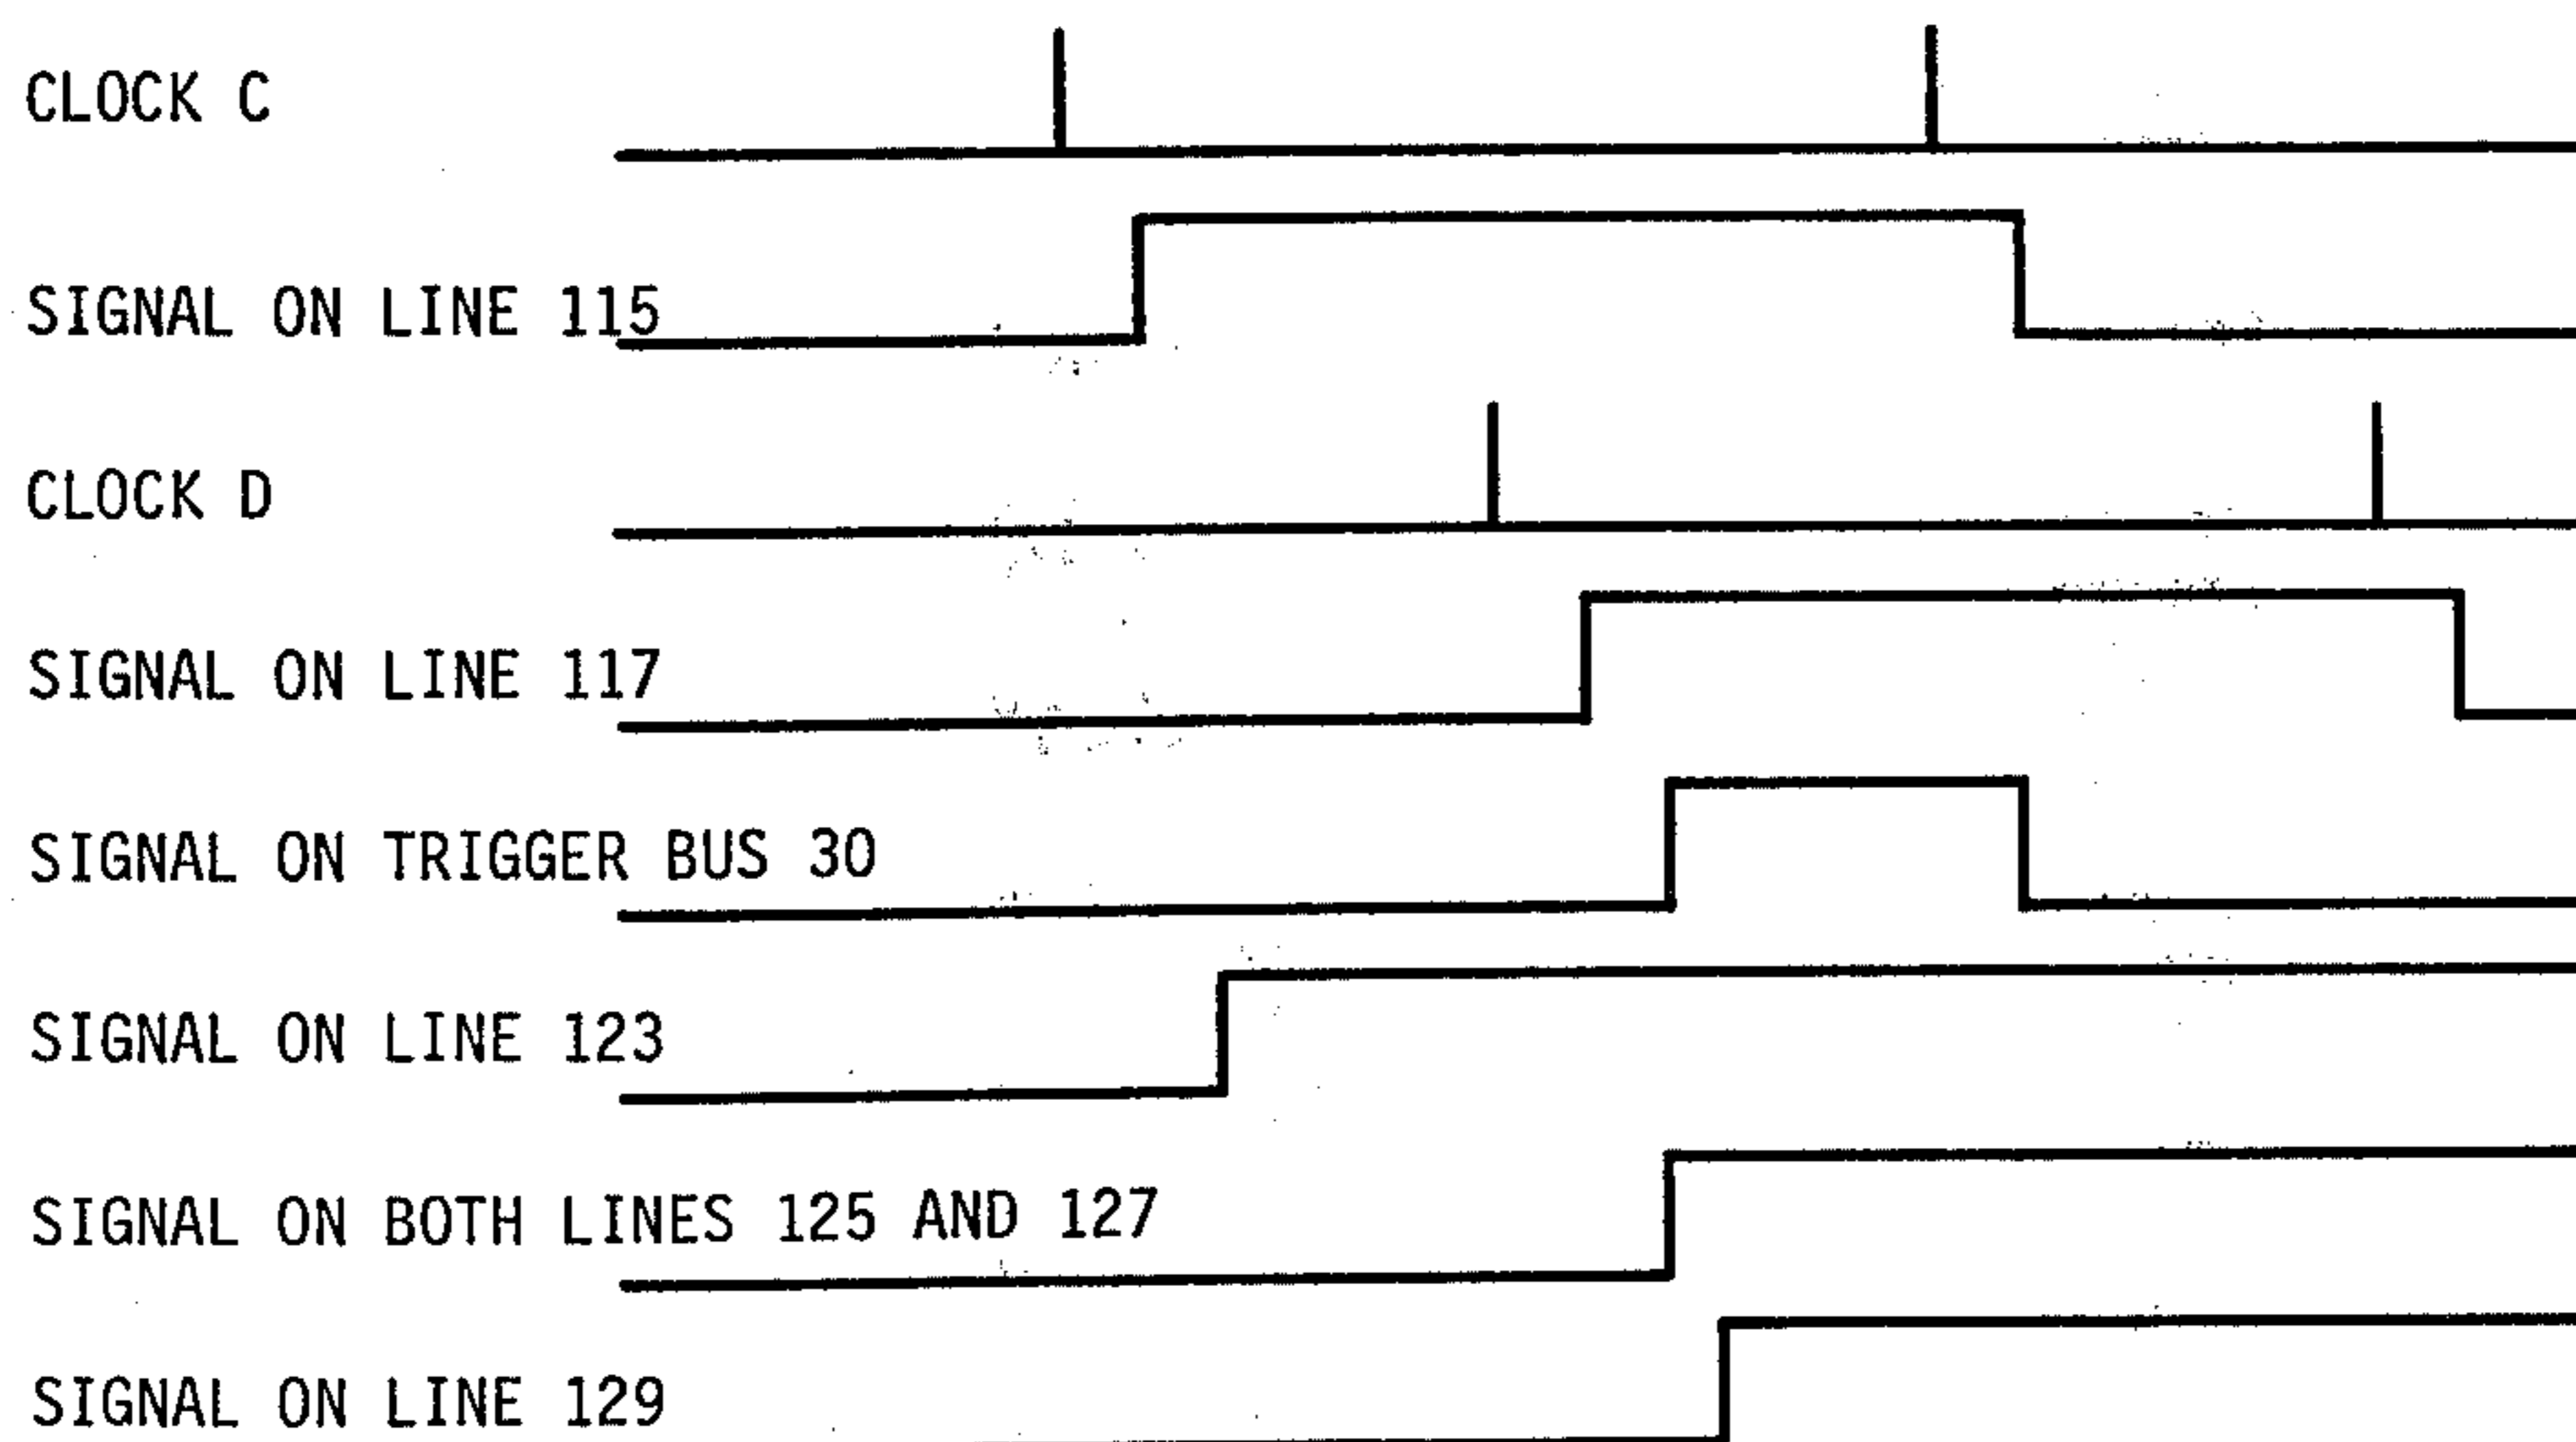 CLOCK C
SIGNAL ON LINE 115
CLOCK D
SIGNAL ON LINE 117
SIGNAL ON TRIGGER BUS 30
SIGNAL ON LINE 123
SIGNAL ON BOTH LINES 125 AND 127
SIGNAL ON LINE 129